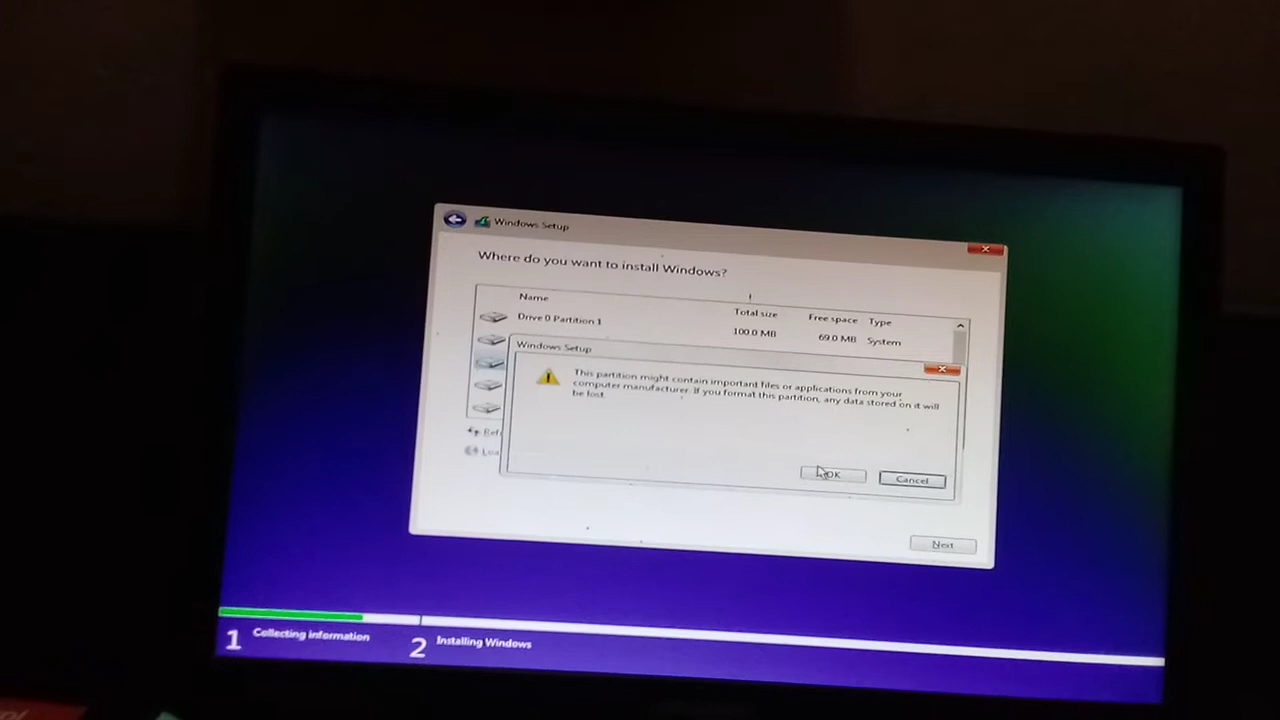 Windows Setup
Where do you want to install Windows?
Name Total size Free space Type
Drive 0 Partition 1 100.0 MB 69.0 MB System
Windows Setup
This partition might contain important files or applications from your
computer manufacturer. If you format this partition, any data stored on it will
be lost.
OK Cancel
Next
1 Collecting information 2 Installing Windows